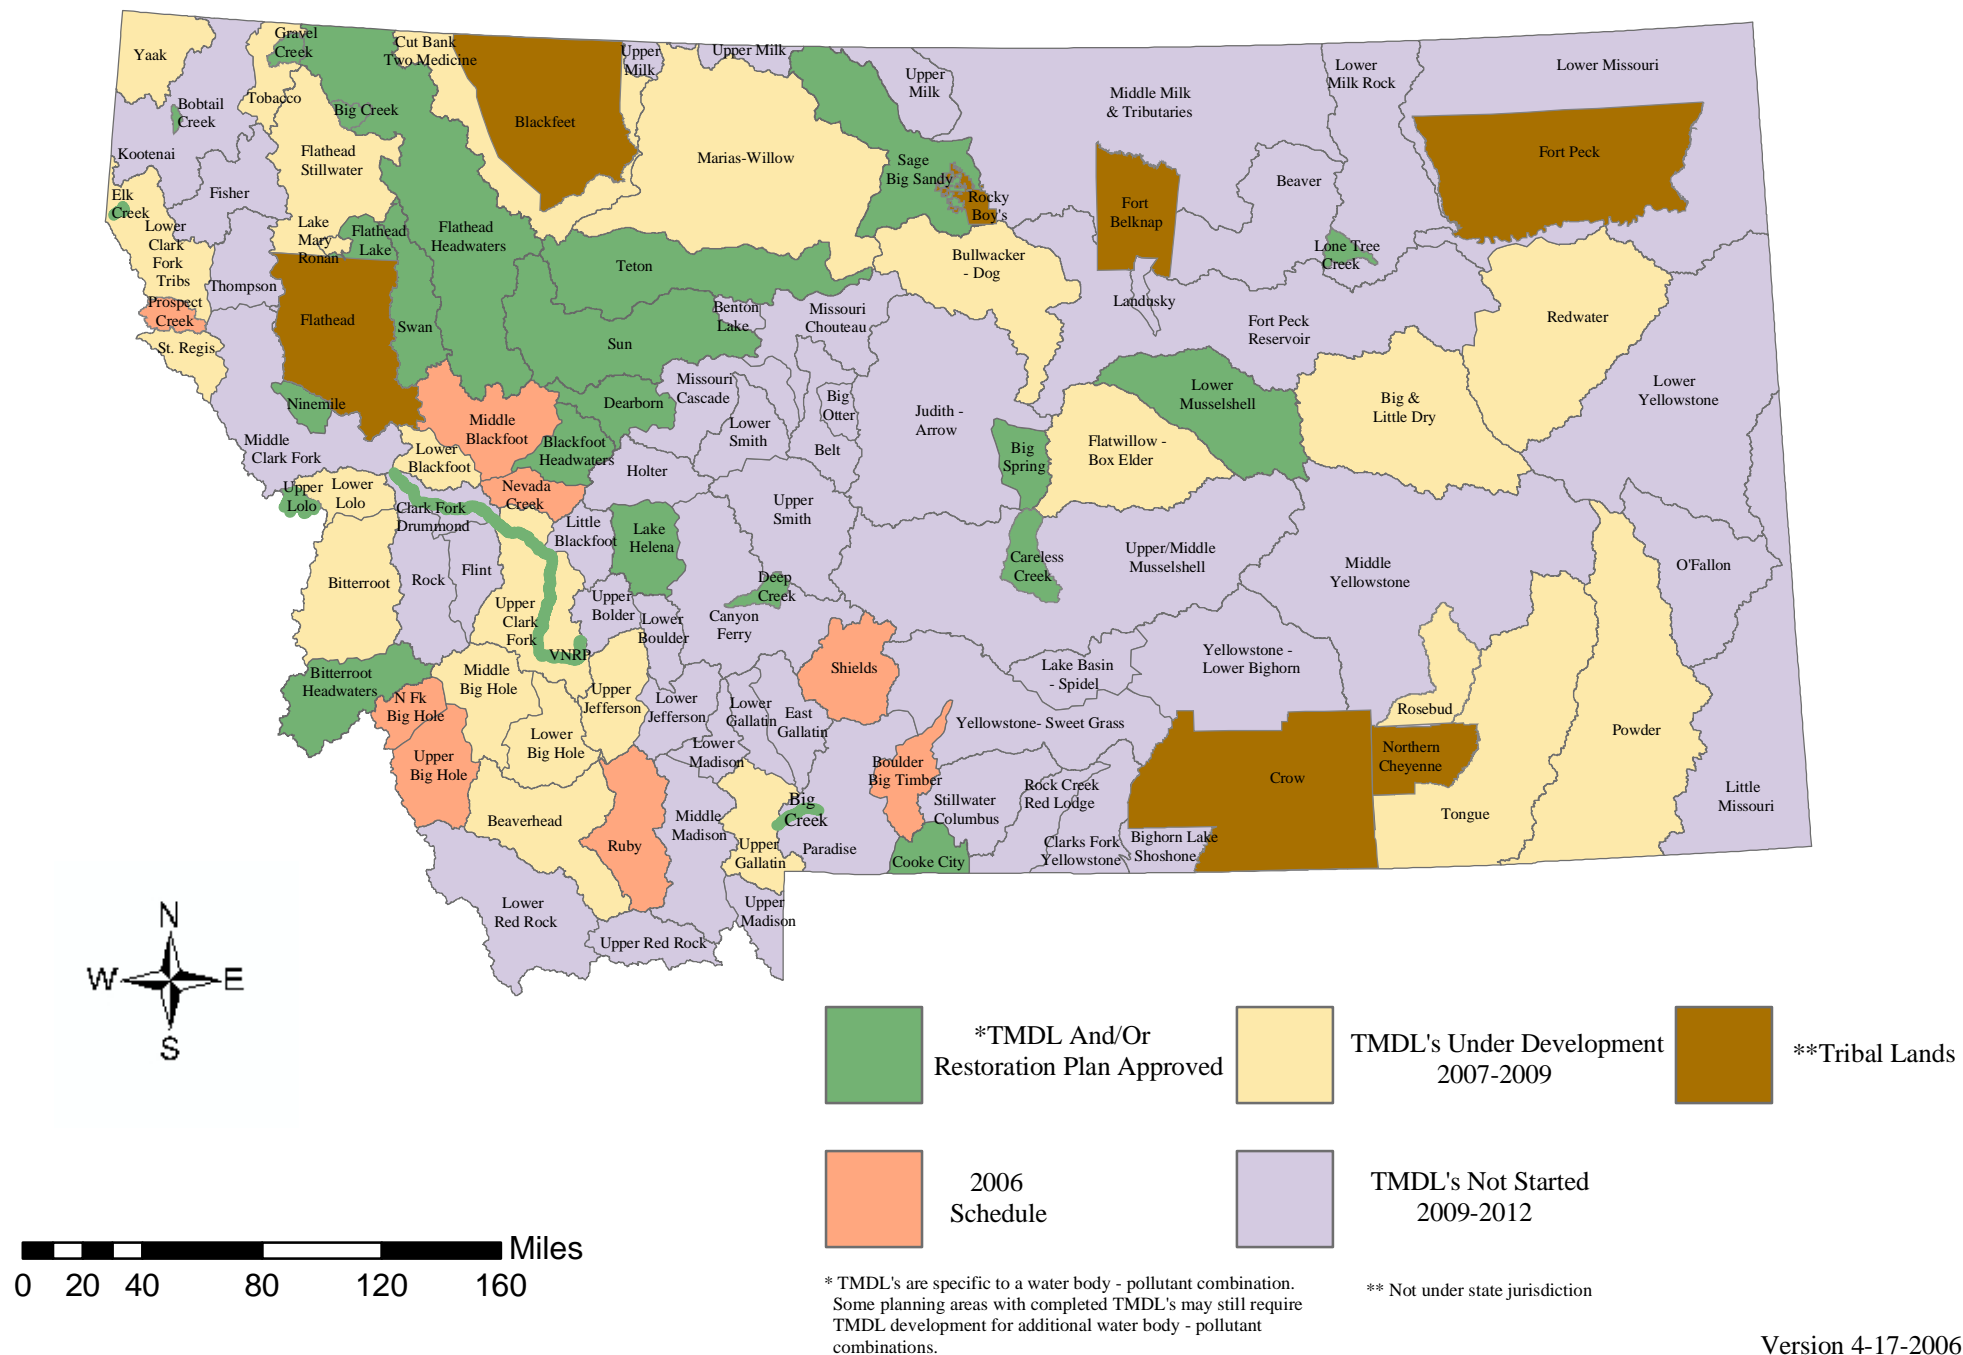 Yaak
Gravel
Creek
Cut Bank
Two Medicine
Upper
Milk
Upper Milk
Upper
Milk
Lower
Milk Rock
Lower Missouri
Bobtail
Creek
Tobacco
Big Creek
Blackfeet
Middle Milk
& Tributaries
Kootenai
Flathead
Stillwater
Marias-Willow
Sage
Big Sandy
Fort Peck
Fisher
Beaver
Elk
Creek
Rocky
Boy's
Fort
Belknap
Lower
Clark
Fork
Tribs
Lake
Mary
Ronan
Flathead
Lake
Flathead
Headwaters
Lone Tree
Creek
Teton
Bullwacker
- Dog
Thompson
Prospect
Creek
Flathead
Swan
Sun
Benton
Lake
Missouri
Chouteau
Landusky
Fort Peck
Reservoir
Redwater
St. Regis
Missouri
Cascade
Ninemile
Dearborn
Big
Otter
Lower
Musselshell
Big &
Little Dry
Lower
Yellowstone
Middle
Blackfoot
Judith -
Arrow
Lower
Smith
Middle
Clark Fork
Blackfoot
Headwaters
Lower
Blackfoot
Belt
Big
Spring
Flatwillow -
Box Elder
Holter
Upper
Lolo
Lower
Lolo
Nevada
Creek
Upper
Smith
Clark Fork
Drummond
Little
Blackfoot
Lake
Helena
Careless
Creek
Upper/Middle
Musselshell
Middle
Yellowstone
O'Fallon
Bitterroot
Rock
Flint
Deep
Creek
Upper
Clark
Fork
Upper
Bolder
Lower
Boulder
Canyon
Ferry
VNRP
Bitterroot
Headwaters
Middle
Big Hole
Shields
Lake Basin
- Spidel
Yellowstone -
Lower Bighorn
N Fk
Big Hole
Upper
Jefferson
Lower
Jefferson
Lower
Gallatin
East
Gallatin
Yellowstone- Sweet Grass
Rosebud
Powder
Lower
Big Hole
Lower
Madison
Upper
Big Hole
Boulder
Big Timber
Northern
Cheyenne
Crow
Rock Creek
Red Lodge
Stillwater
Columbus
Little
Missouri
Beaverhead
Big
Creek
Tongue
Ruby
Middle
Madison
Upper
Gallatin
Paradise
Cooke City
Clarks Fork
Yellowstone
Bighorn Lake
Shoshone
Lower
Red Rock
Upper
Madison
Upper Red Rock
N
W
E
S
*TMDL And/Or
Restoration Plan Approved
TMDL's Under Development
2007-2009
**Tribal Lands
2006
Schedule
TMDL's Not Started
2009-2012
Miles
0 20 40 80 120 160
* TMDL's are specific to a water body - pollutant combination.
Some planning areas with completed TMDL's may still require
TMDL development for additional water body - pollutant
combinations.
** Not under state jurisdiction
Version 4-17-2006